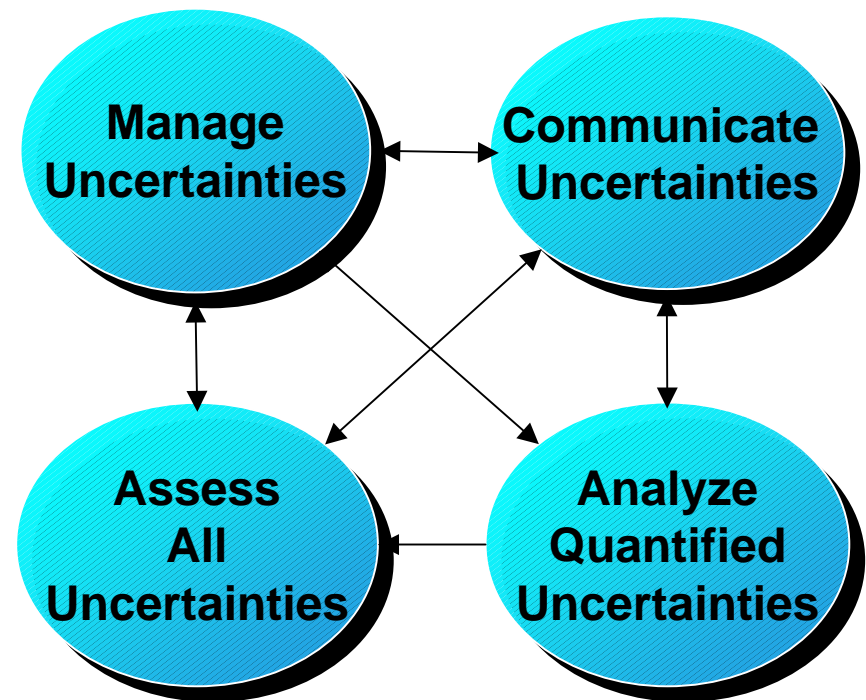 Manage
Uncertainties
Communicate
Uncertainties
Assess
All
Uncertainties
Analyze
Quantified
Uncertainties